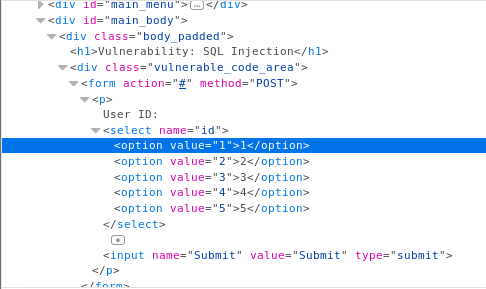 <div id="main_menu">…</div>
<div id="main_body">
<div class="body_padded">
<h1>Vulnerability: SQL Injection</h1>
<div class="vulnerable_code_area">
<form action="#" method="POST">
<p>
User ID:
<select name="id">
<option value="1">1</option>
<option value="2">2</option>
<option value="3">3</option>
<option value="4">4</option>
<option value="5">5</option>
</select>
<input name="Submit" value="Submit" type="submit">
</p>
</form>